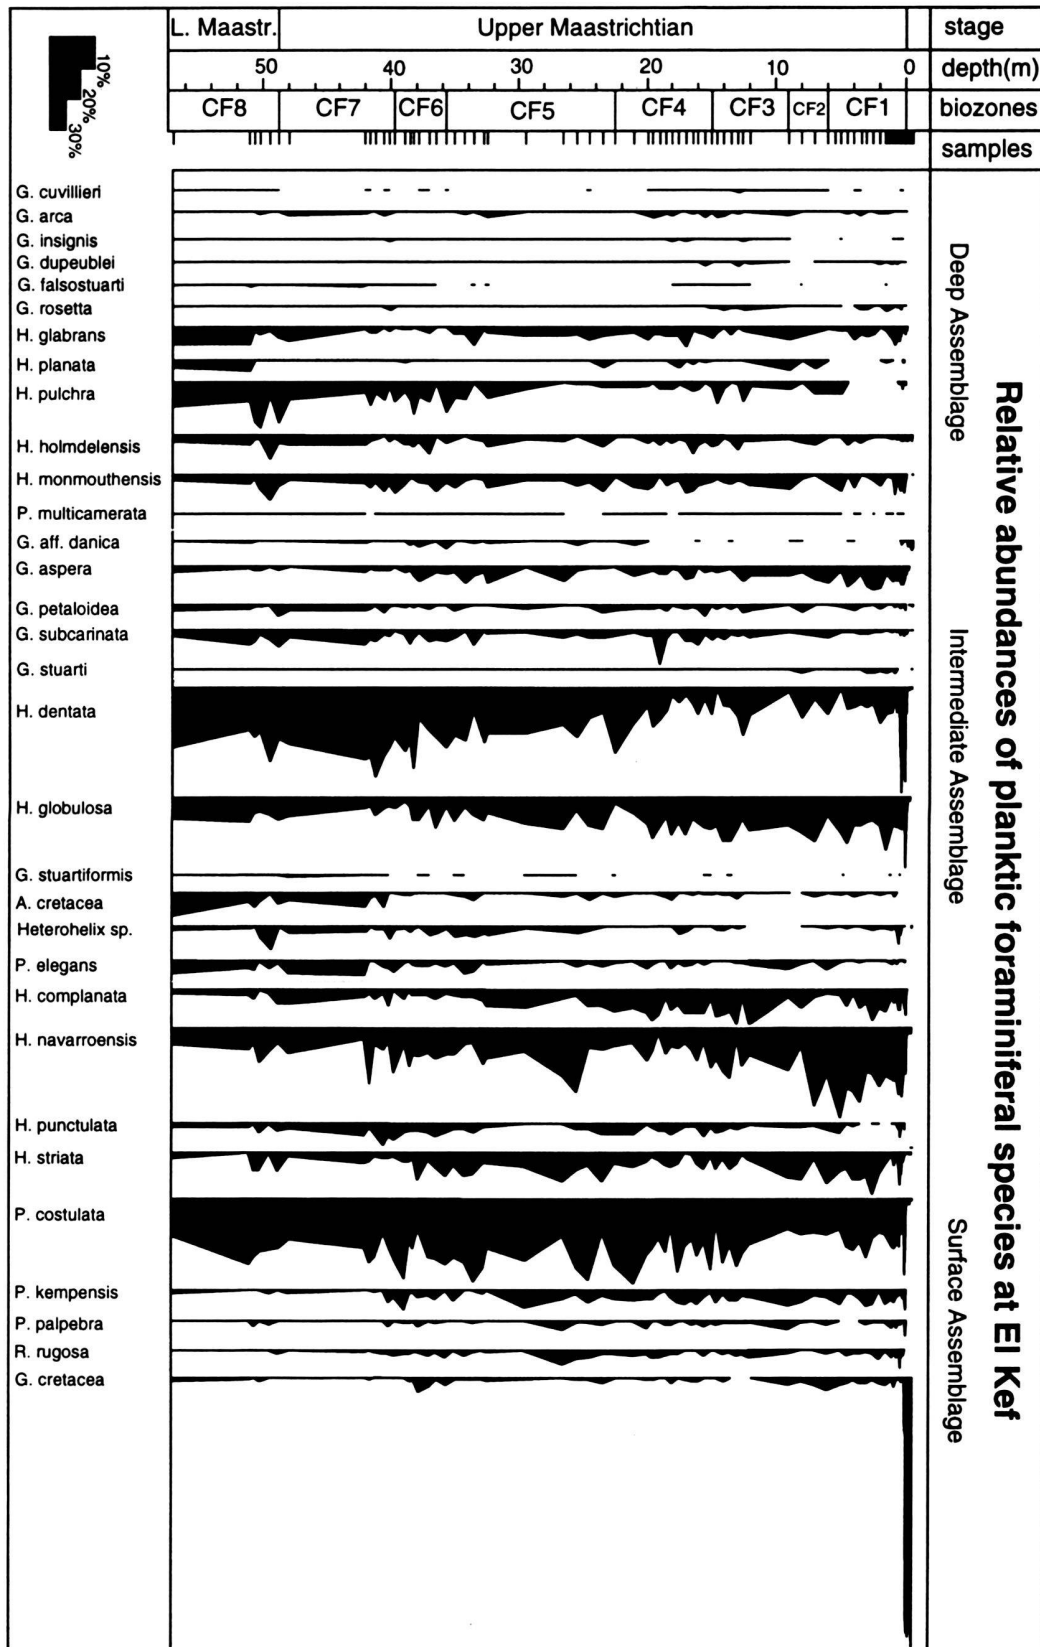 L. Maastr. Upper Maastrichtian stage
50 40 30 20 10 0 depth(m)
CF8 CF7 CF6 CF5 CF4 CF3 CF2 CF1 biozones
samples
10%
20%
30%
G. cuvillieri
G. arca
G. insignis
G. dupeublei
G. falsostuarti
G. rosetta
H. glabrans
H. planata
H. pulchra
H. holmdelensis
H. monmouthensis
P. multicamerata
G. aff. danica
G. aspera
G. petaloidea
G. subcarinata
G. stuarti
H. dentata
H. globulosa
G. stuartiformis
A. cretacea
Heterohelix sp.
P. elegans
H. complanata
H. navarroensis
H. punctulata
H. striata
P. costulata
P. kempensis
P. palpebra
R. rugosa
G. cretacea
Deep Assemblage
Intermediate Assemblage
Surface Assemblage
Relative abundances of planktic foraminiferal species at El Kef